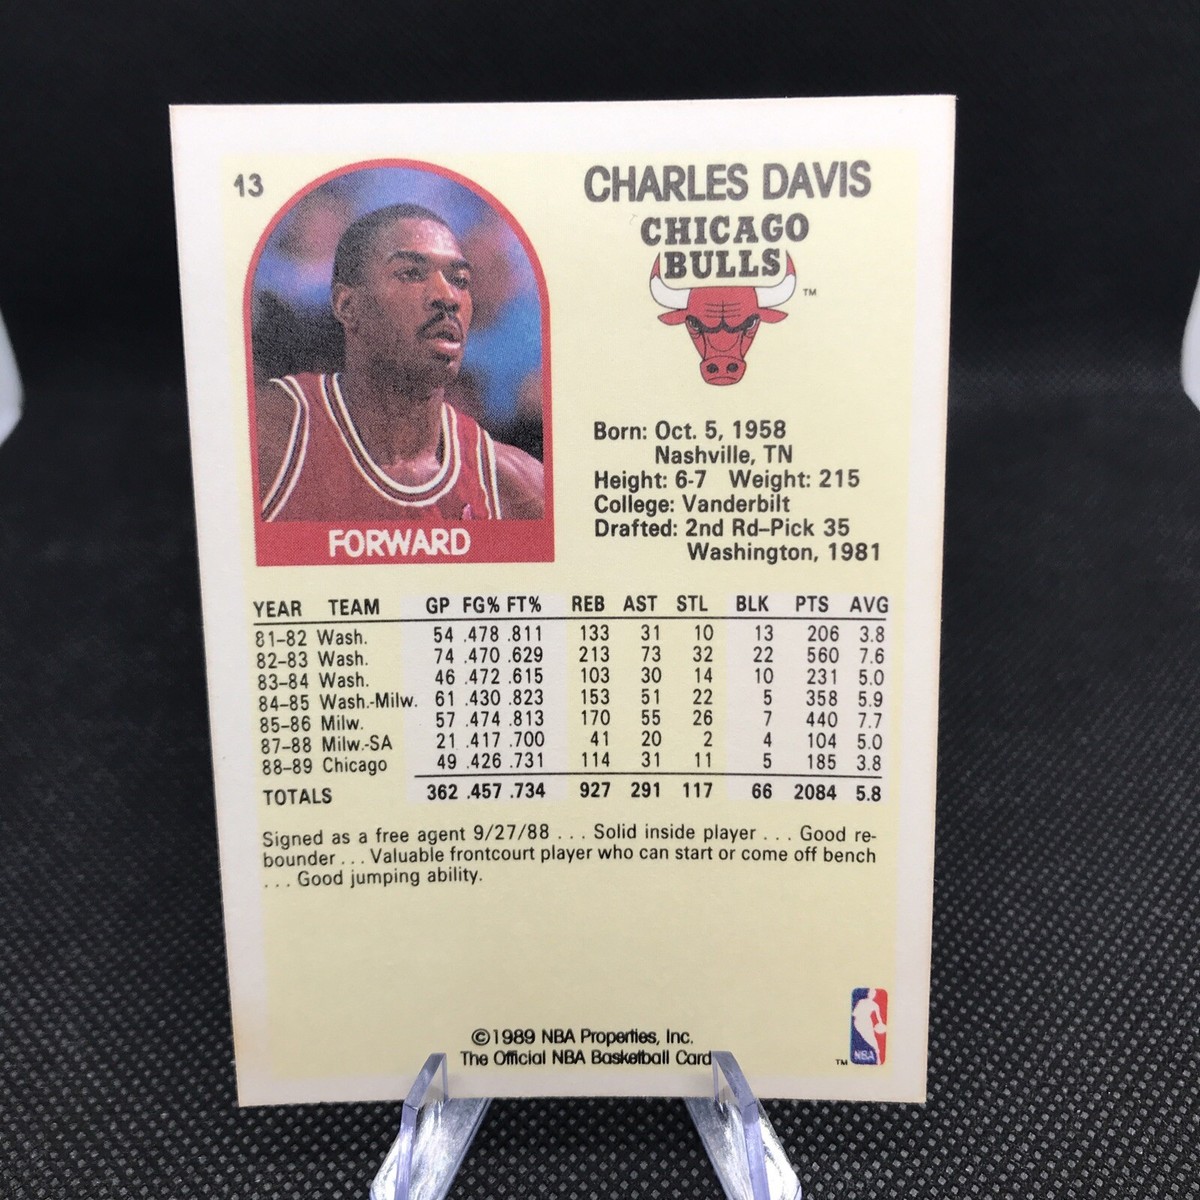 13
CHARLES DAVIS
CHICAGO
BULLS
TM
FORWARD
Born: Oct. 5, 1958
Nashville, TN
Height: 6-7 Weight: 215
College: Vanderbilt
Drafted: 2nd Rd–Pick 35
Washington, 1981
YEAR TEAM GP FG% FT% REB AST STL BLK PTS AVG
81–82 Wash. 54 .478 .811 133 31 10 13 206 3.8
82–83 Wash. 74 .470 .629 213 73 32 22 560 7.6
83–84 Wash. 46 .472 .615 103 30 14 10 231 5.0
84–85 Wash.-Milw. 61 .430 .823 153 51 22 5 358 5.9
85–86 Milw. 57 .474 .813 170 55 26 7 440 7.7
87–88 Milw.-SA 21 .417 .700 41 20 2 4 104 5.0
88–89 Chicago 49 .426 .731 114 31 11 5 185 3.8
TOTALS 362 .457 .734 927 291 117 66 2084 5.8
Signed as a free agent 9/27/88 . . . Solid inside player . . . Good re-
bounder . . . Valuable frontcourt player who can start or come off bench
. . . Good jumping ability.
©1989 NBA Properties, Inc.
The Official NBA Basketball Card
TM NBA